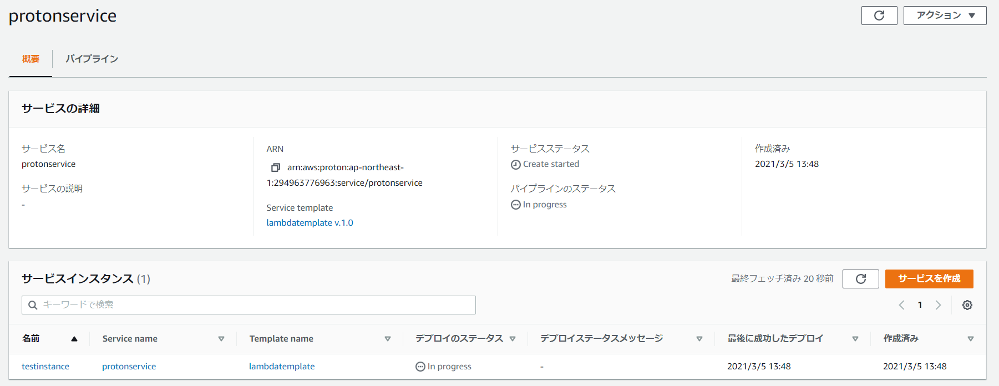 protonservice
アクション
概要
パイプライン
サービスの詳細
サービス名
protonservice
サービスの説明
-
ARN
arn:aws:proton:ap-northeast-
1:294963776963:service/protonservice
Service template
lambdatemplate v.1.0
サービスステータス
Create started
パイプラインのステータス
In progress
作成済み
2021/3/5 13:48
サービスインスタンス (1)
最終フェッチ済み 20 秒前
サービスを作成
キーワードで検索
1
名前 Service name Template name デプロイのステータス デプロイステータスメッセージ 最後に成功したデプロイ 作成済み
testinstance protonservice lambdatemplate In progress - 2021/3/5 13:48 2021/3/5 13:48